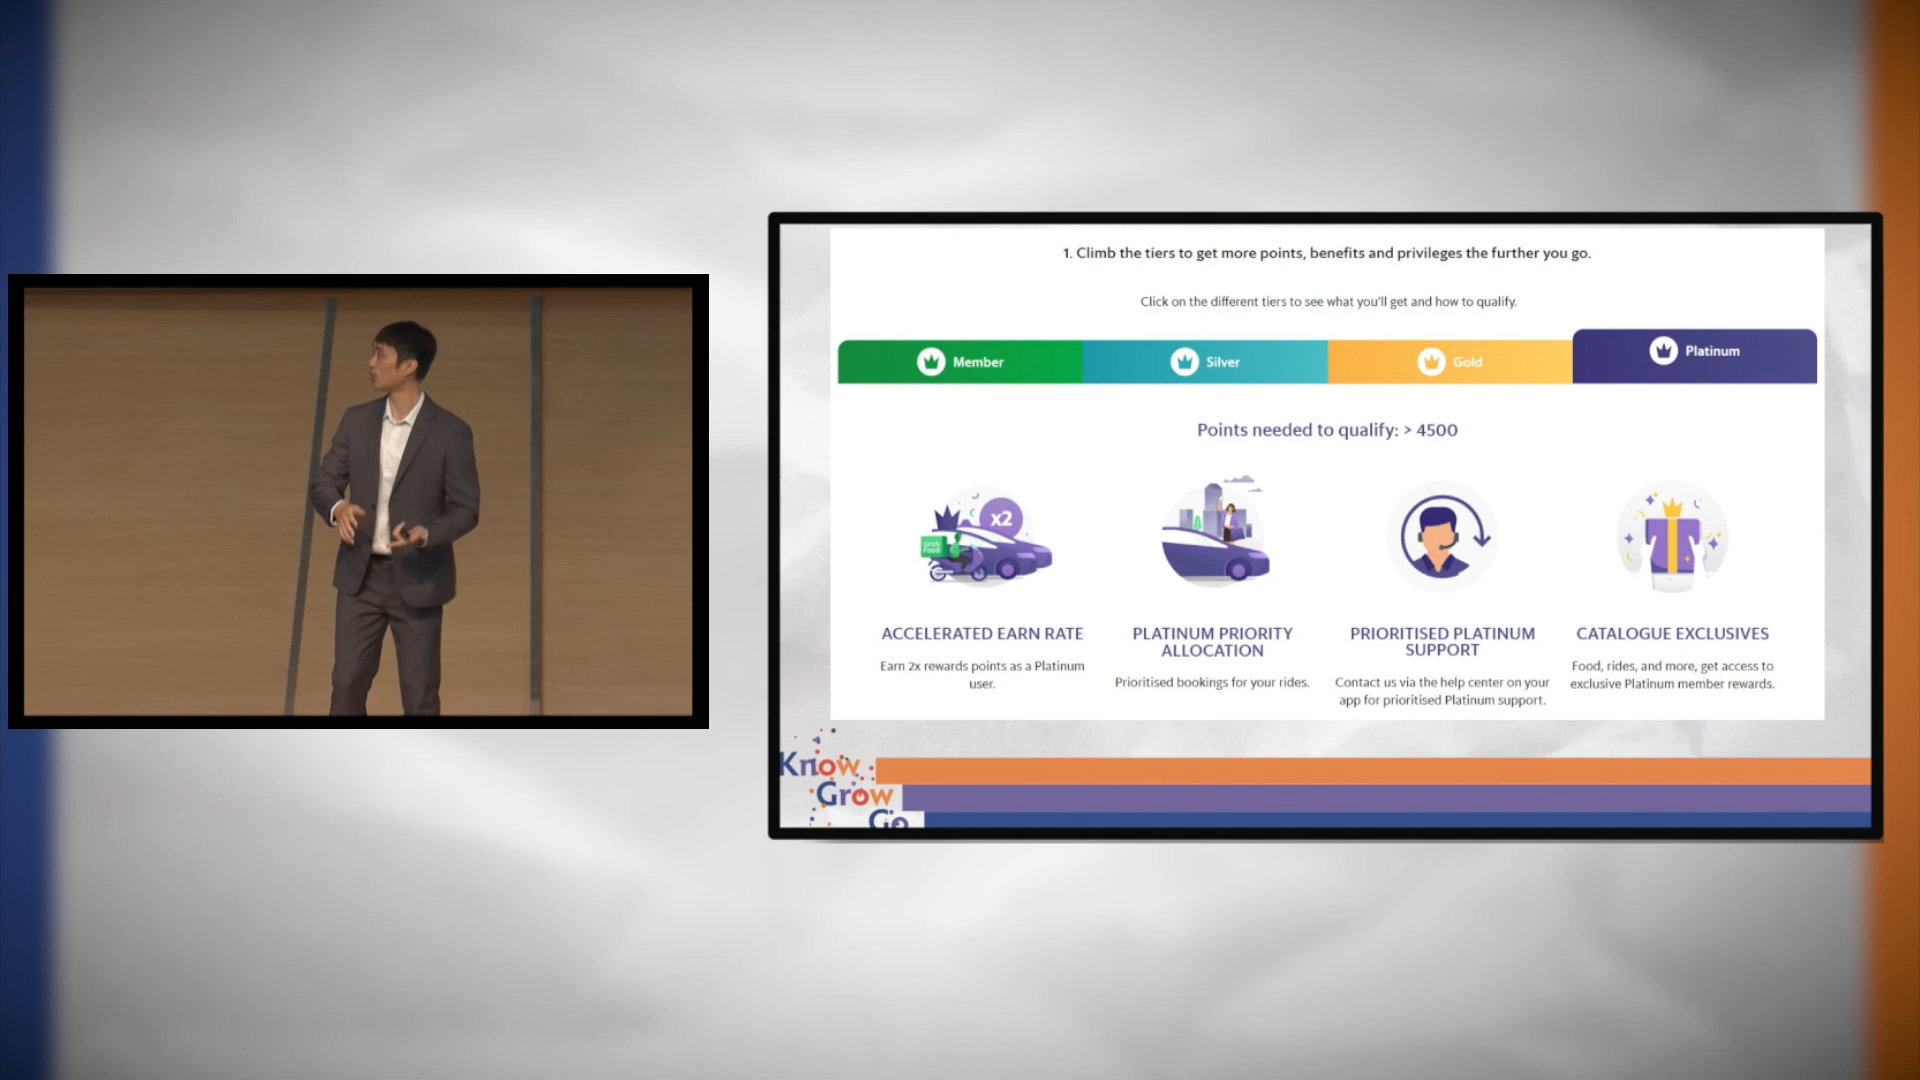 1. Climb the tiers to get more points, benefits and privileges the further you go.
Click on the different tiers to see what you'll get and how to qualify.
Member
Silver
Gold
Platinum
Points needed to qualify: > 4500
x2
Grab
Food
ACCELERATED EARN RATE
Earn 2x rewards points as a Platinum
user.
PLATINUM PRIORITY
ALLOCATION
Prioritised bookings for your rides.
PRIORITISED PLATINUM
SUPPORT
Contact us via the help center on your
app for prioritised Platinum support.
CATALOGUE EXCLUSIVES
Food, rides, and more, get access to
exclusive Platinum member rewards.
Know
Grow
Go